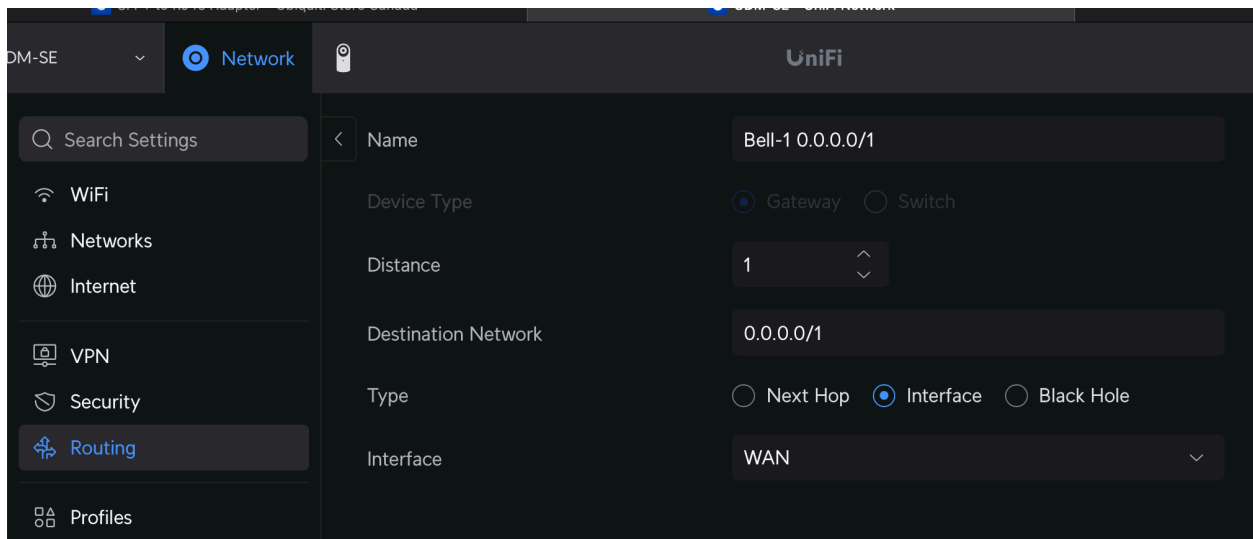 DM-SE
Network
UniFi
Search Settings
Name
Bell-1 0.0.0.0/1
WiFi
Device Type
Gateway
Switch
Networks
Distance
1
Internet
Destination Network
0.0.0.0/1
VPN
Type
Next Hop
Interface
Black Hole
Security
Routing
Interface
WAN
Profiles